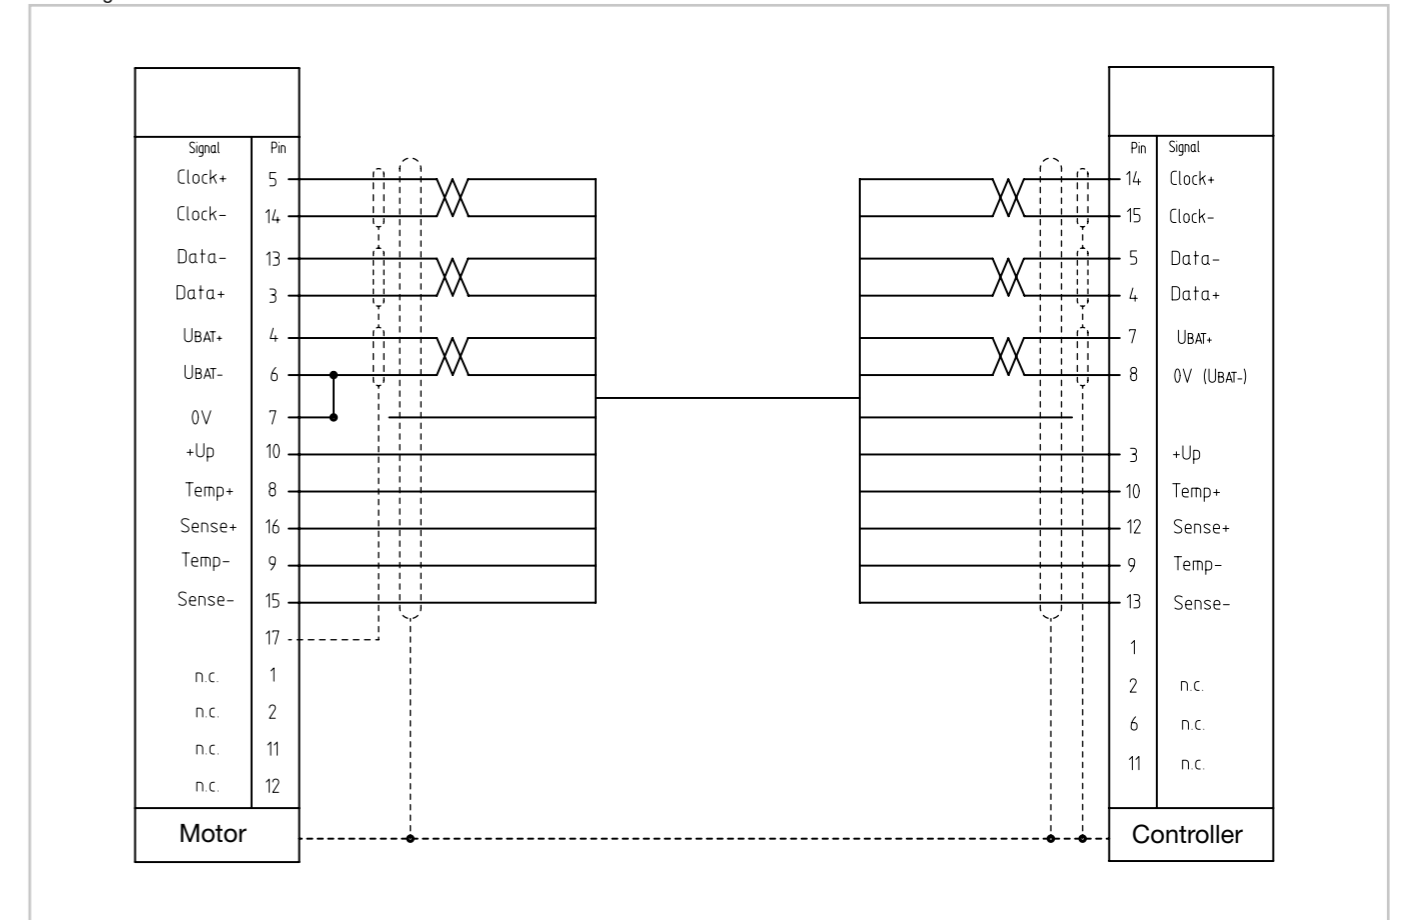 Signal Pin
Clock+ 5
Clock- 14
Data- 13
Data+ 3
UBAT+ 4
UBAT- 6
0V 7
+Up 10
Temp+ 8
Sense+ 16
Temp- 9
Sense- 15
17
n.c. 1
n.c. 2
n.c. 11
n.c. 12
Motor
Pin Signal
14 Clock+
15 Clock-
5 Data-
4 Data+
7 UBAT+
8 0V (UBAT-)
3 +Up
10 Temp+
12 Sense+
9 Temp-
13 Sense-
1
2 n.c.
6 n.c.
11 n.c.
Controller